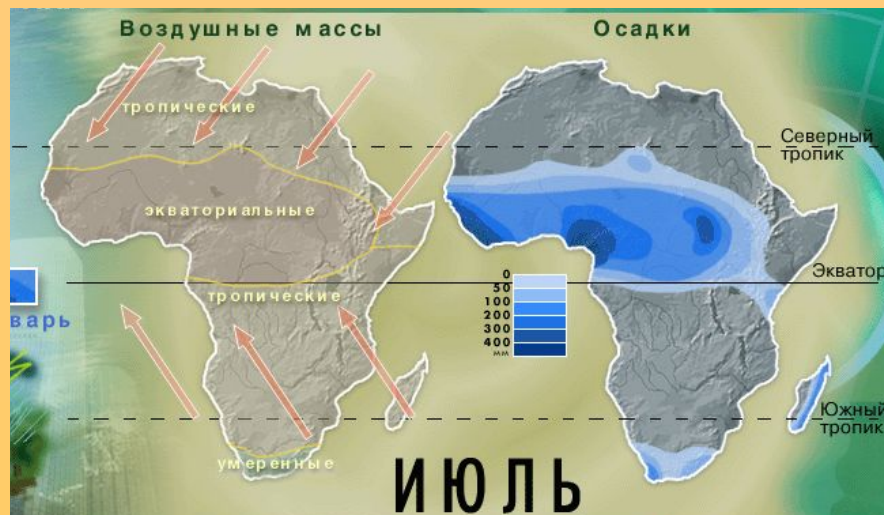 Воздушные массы
Осадки
тропические
Северный
тропик
экваториальные
Экватор
тропические
0
50
100
200
300
400
мм
варь
Южный
тропик
умеренные
ИЮЛЬ